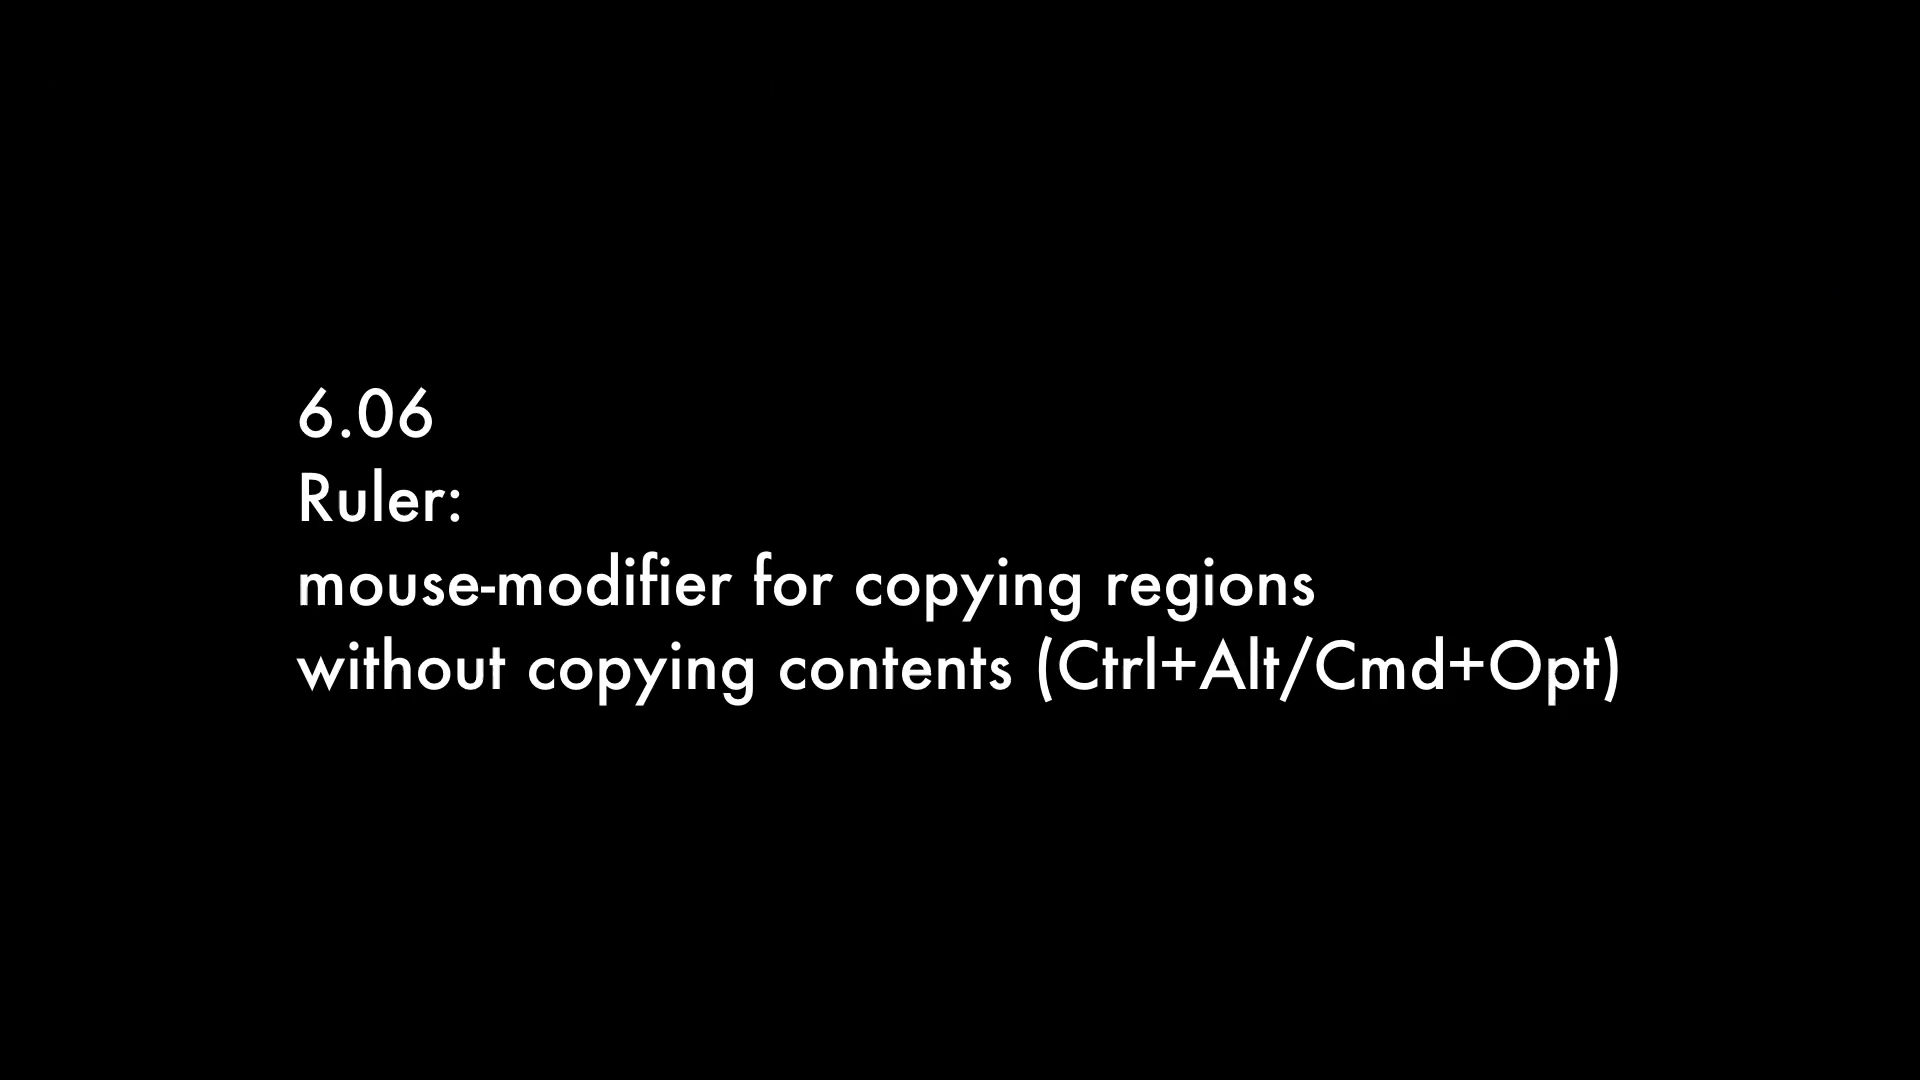 6.06
Ruler:
mouse-modifier for copying regions
without copying contents (Ctrl+Alt/Cmd+Opt)